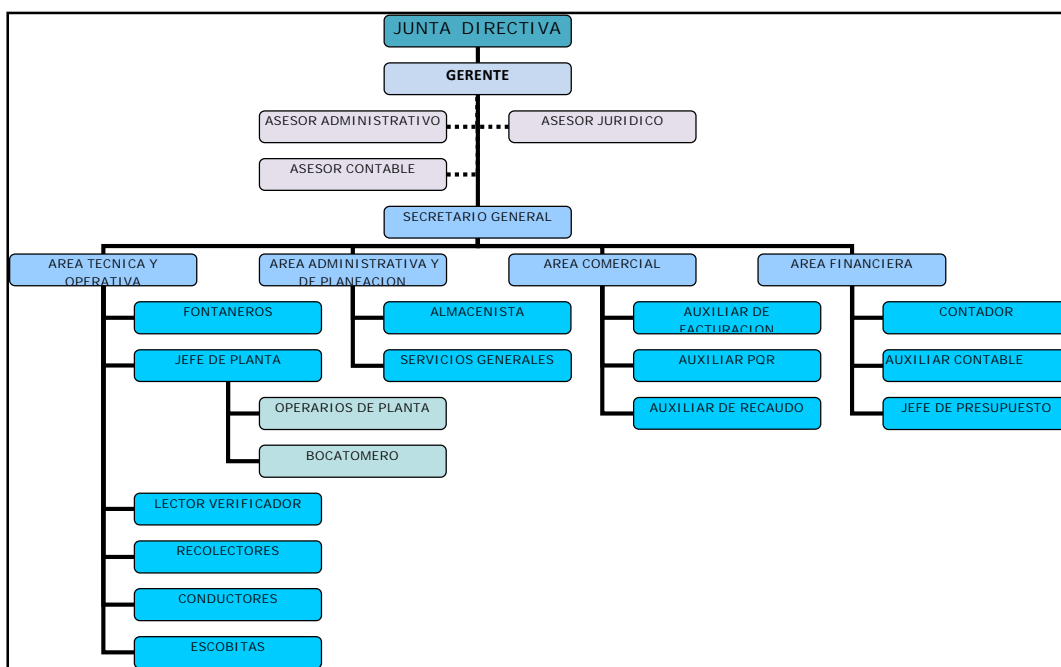 JUNTA DIRECTIVA
GERENTE
ASESOR ADMINISTRATIVO
ASESOR JURIDICO
ASESOR CONTABLE
SECRETARIO GENERAL
AREA TECNICA Y
OPERATIVA
AREA ADMINISTRATIVA Y
DE PLANEACION
AREA COMERCIAL
AREA FINANCIERA
FONTANEROS
ALMACENISTA
AUXILIAR DE
FACTURACION
CONTADOR
JEFE DE PLANTA
SERVICIOS GENERALES
AUXILIAR PQR
AUXILIAR CONTABLE
OPERARIOS DE PLANTA
AUXILIAR DE RECAUDO
JEFE DE PRESUPUESTO
BOCATOMERO
LECTOR VERIFICADOR
RECOLECTORES
CONDUCTORES
ESCOBITAS